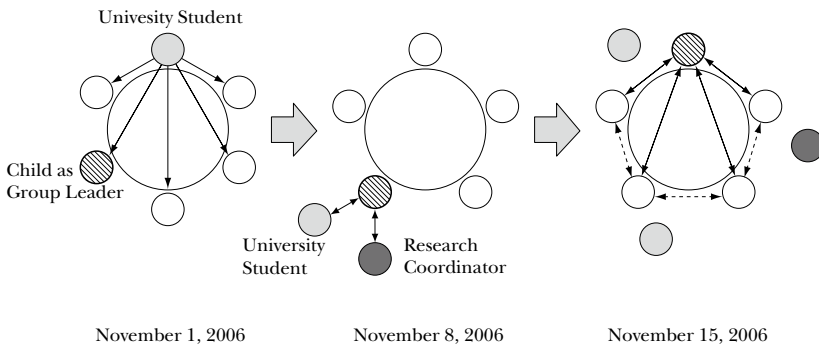 Univesity Student
Child as
Group Leader
University
Student
Research
Coordinator
November 1, 2006
November 8, 2006
November 15, 2006